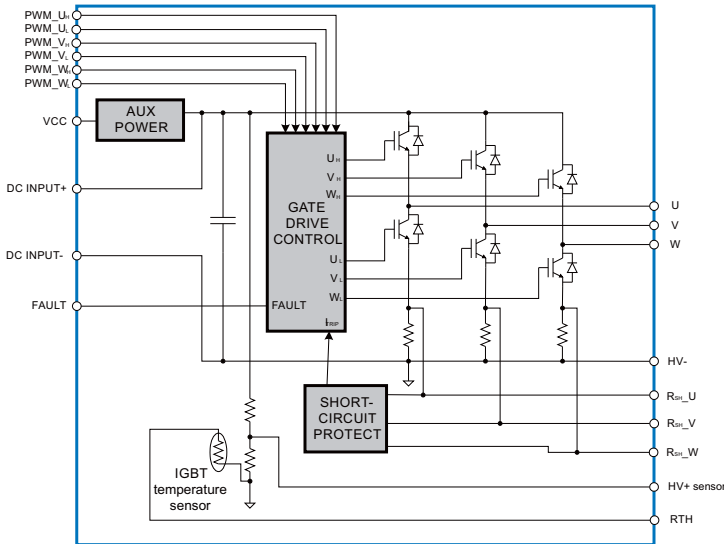 PWM_UH
PWM_UL
PWM_VH
PWM_VL
PWM_WH
PWM_WL
VCC
AUX
POWER
DC INPUT+
DC INPUT-
FAULT
UH
VH
WH
GATE
DRIVE
CONTROL
UL
VL
WL
FAULT
ITRIP
U
V
W
HV-
SHORT-
CIRCUIT
PROTECT
RSH_U
RSH_V
RSH_W
IGBT
temperature
sensor
HV+ sensor
RTH